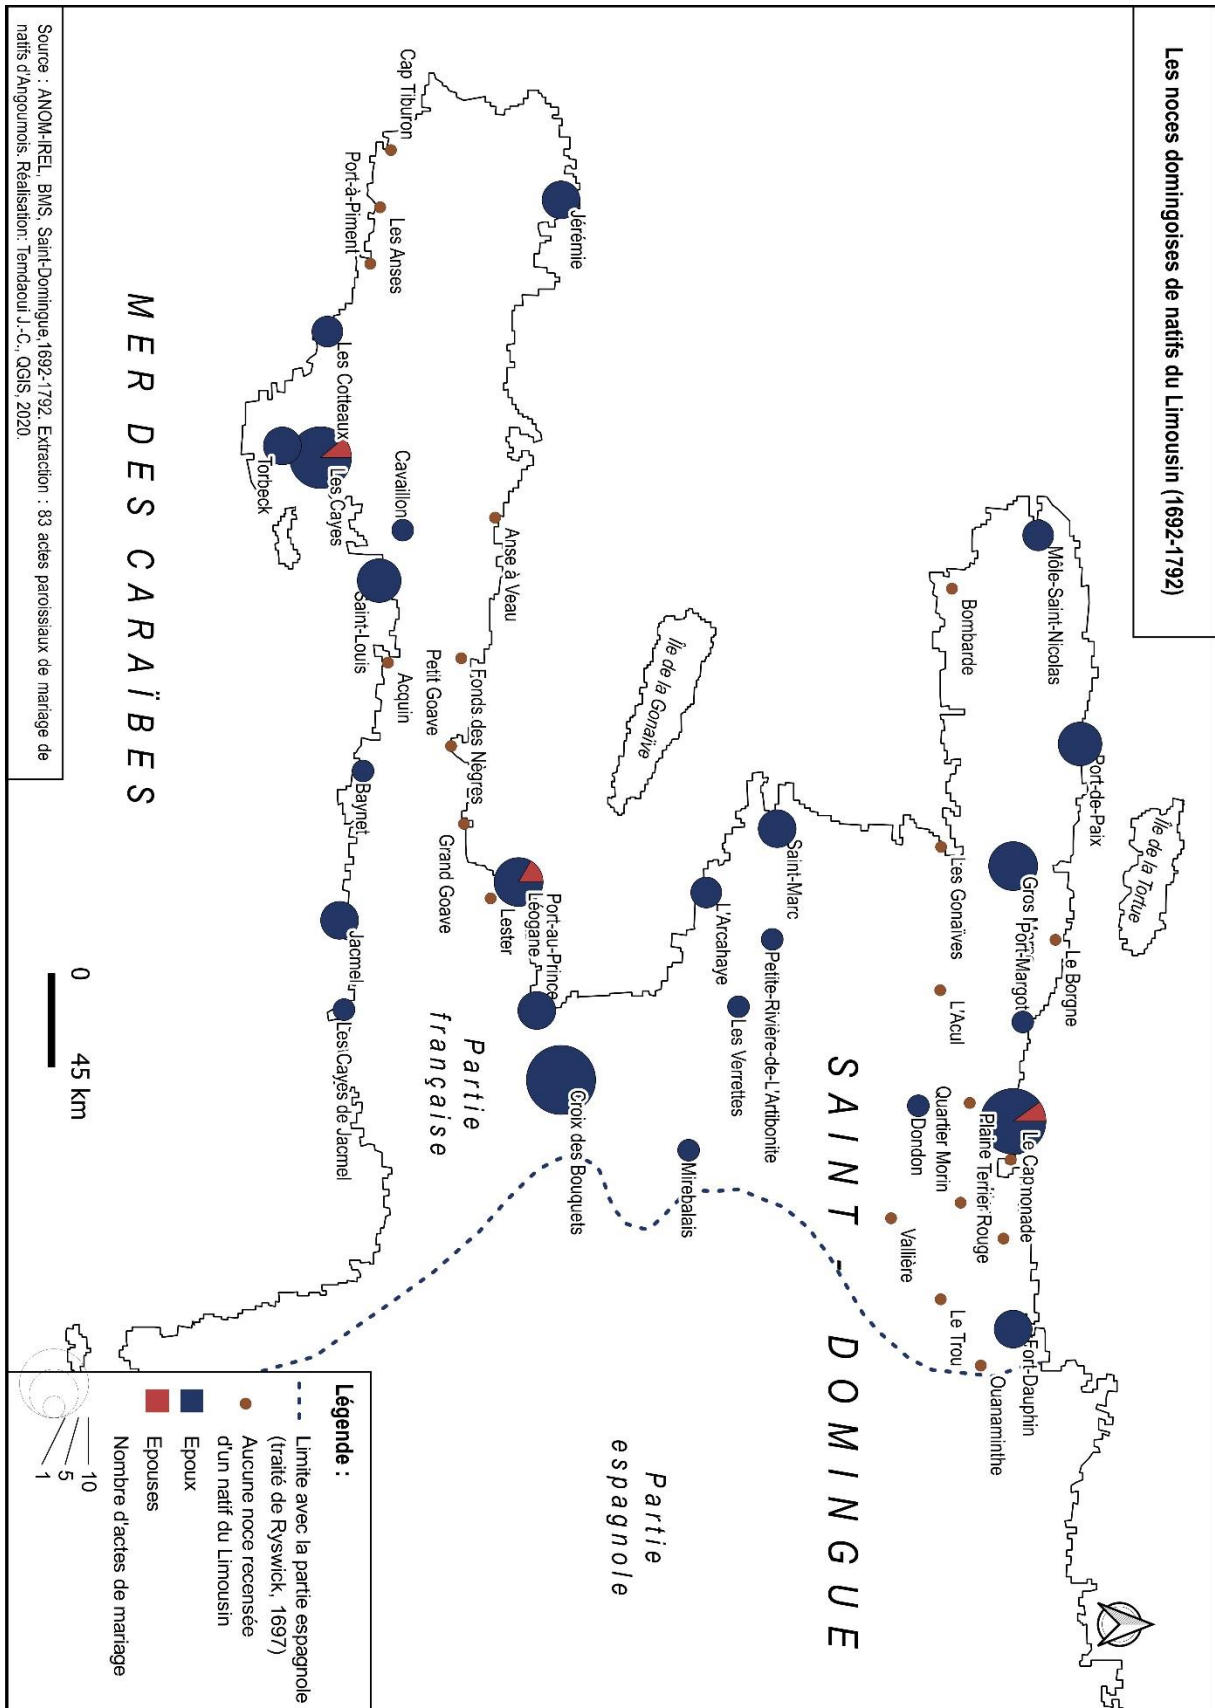 Les noces domingoises de natifs du Limousin (1692-1792)
Île de la Tortue
Port-de-Paix
Môle-Saint-Nicolas
Bombarde
Le Borgne
Gros
Port-Margot
Les Gonaïves
L'Acul
Le Cap
monade
Plaine
Terrier Rouge
Quartier Morin
Dondon
Vallière
Le Trou
Fort-Dauphin
Ouanaminthe
SAINT - DOMINGUE
Saint-Marc
Petite-Rivière-de-L'Artibonite
Les Verrettes
L'Arcahaye
Mirebalais
Île de la Gonaïve
Partie
espagnole
Jérémie
Croix des Bouquets
Port-au-Prince
Léogane
Lester
Anse à Veau
Fonds des Nègres
Petit Goave
Grand Goave
Partie
française
Cap Tiburon
Les Anses
Port-à-Piment
Les Cotteaux
Cavaillon
Les Cayes
Torbeck
Saint-Louis
Acquin
Baynet
Jacmel
Les Cayes de Jacmel
MER DES CARAÏBES
0 45 km
Légende :
Limite avec la partie espagnole
(traité de Ryswick, 1697)
Aucune noce recensée
d'un natif du Limousin
Epoux
Epouses
Nombre d'actes de mariage
10
5
1
Source : ANOM-IREL, BMS, Saint-Domingue,1692-1792. Extraction : 83 actes paroissiaux de mariage de
natifs d'Angoumois. Réalisation: Temdaoui J.-C., QGIS, 2020.